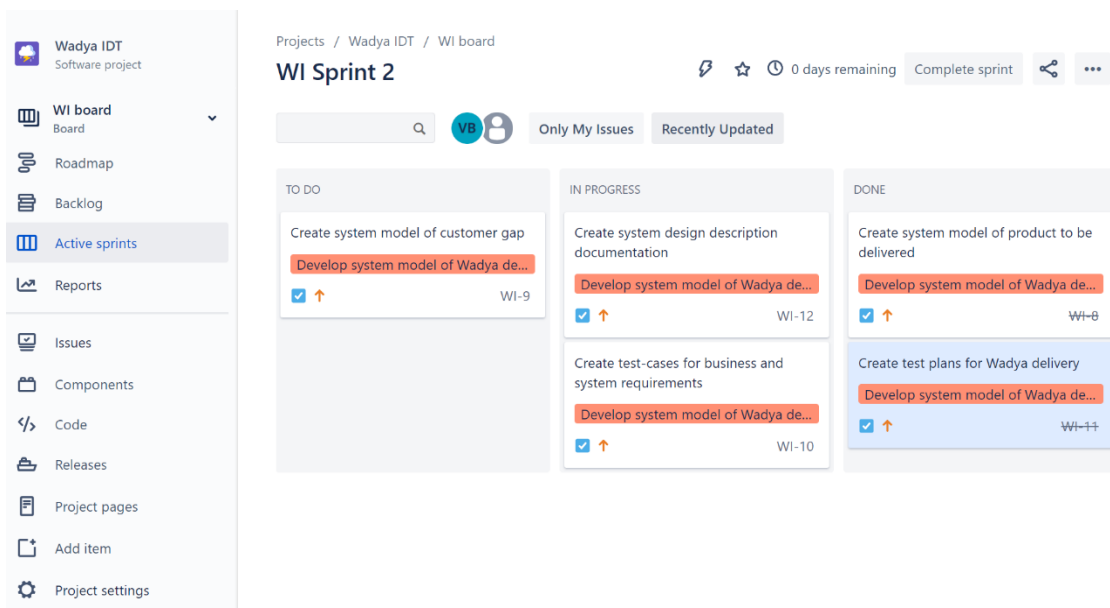 Wadya IDT
Software project
WI board
Board
Roadmap
Backlog
Active sprints
Reports
Issues
Components
Code
Releases
Project pages
Add item
Project settings
Projects / Wadya IDT / WI board
WI Sprint 2
0 days remaining
Complete sprint
VB
Only My Issues
Recently Updated
TO DO
Create system model of customer gap
Develop system model of Wadya de...
WI-9
IN PROGRESS
Create system design description
documentation
Develop system model of Wadya de...
WI-12
Create test-cases for business and
system requirements
Develop system model of Wadya de...
WI-10
DONE
Create system model of product to be
delivered
Develop system model of Wadya de...
WI-8
Create test plans for Wadya delivery
Develop system model of Wadya de...
WI-11